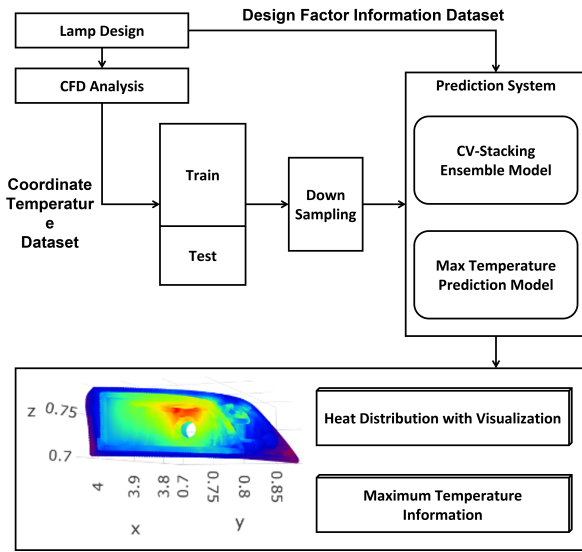 Design Factor Information Dataset
Lamp Design
CFD Analysis
Coordinate
Temperatur
e
Dataset
Train
Test
Down
Sampling
Prediction System
CV-Stacking
Ensemble Model
Max Temperature
Prediction Model
z
0.75
0.7
4
3.9
3.8
0.7
0.75
0.8
0.85
x
y
Heat Distribution with Visualization
Maximum Temperature
Information